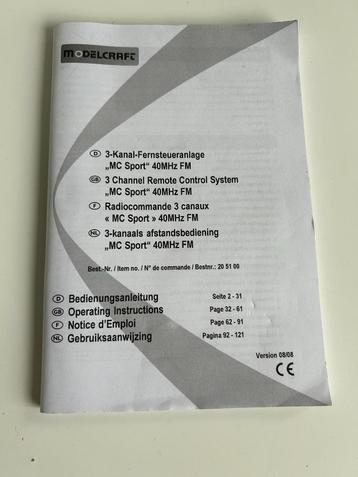 MODELCRAFT
D 3-Kanal-Fernsteueranlage
„MC Sport“ 40MHz FM
GB 3 Channel Remote Control System
„MC Sport“ 40MHz FM
F Radiocommande 3 canaux
« MC Sport » 40MHz FM
NL 3-kanaals afstandsbediening
„MC Sport“ 40MHz FM
Best.-Nr. / Item no. / N° de commande / Bestnr.: 20 51 00
D Bedienungsanleitung Seite 2 - 31
GB Operating Instructions Page 32 - 61
F Notice d’Emploi Page 62 - 91
NL Gebruiksaanwijzing Pagina 92 - 121
Version 08/08
CE